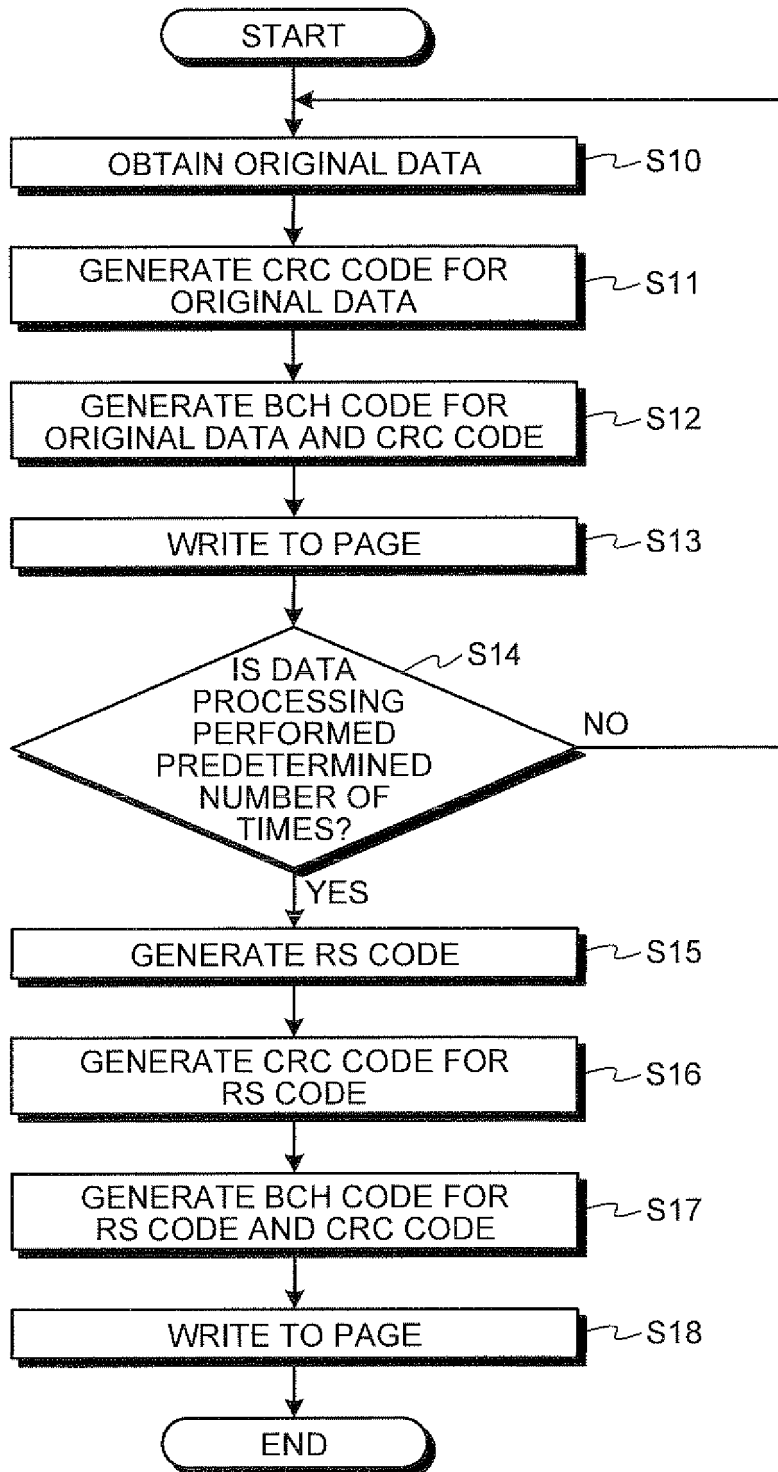 START
OBTAIN ORIGINAL DATA
S10
GENERATE CRC CODE FOR
ORIGINAL DATA
S11
GENERATE BCH CODE FOR
ORIGINAL DATA AND CRC CODE
S12
WRITE TO PAGE
S13
S14
IS DATA
PROCESSING
PERFORMED
PREDETERMINED
NUMBER OF
TIMES?
NO
YES
GENERATE RS CODE
S15
GENERATE CRC CODE FOR
RS CODE
S16
GENERATE BCH CODE FOR
RS CODE AND CRC CODE
S17
WRITE TO PAGE
S18
END